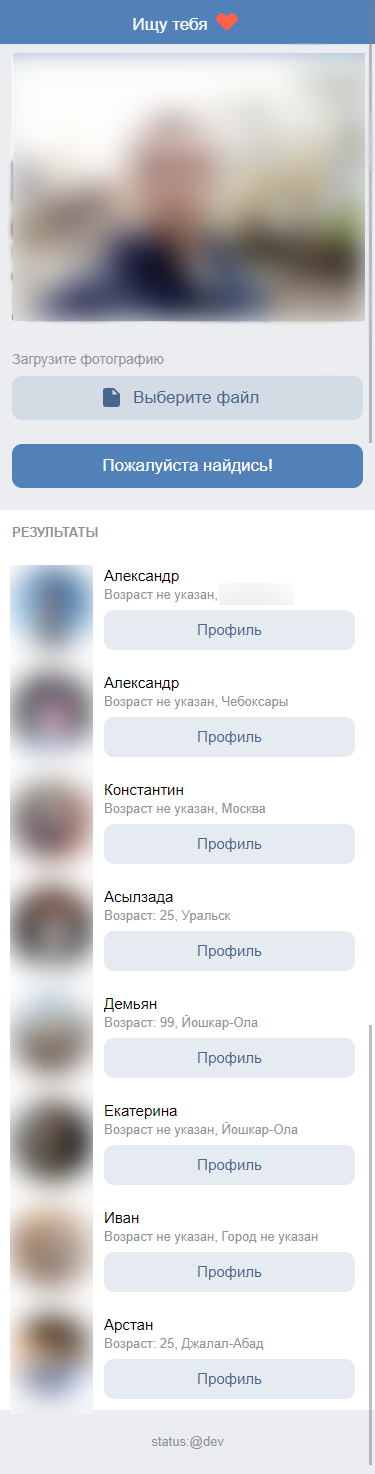 Ищу тебя
Загрузите фотографию
Выберите файл
Пожалуйста найдись!
РЕЗУЛЬТАТЫ
Александр
Возраст не указан,
Профиль
Александр
Возраст не указан, Чебоксары
Профиль
Константин
Возраст не указан, Москва
Профиль
Асылзада
Возраст: 25, Уральск
Профиль
Демьян
Возраст: 99, Йошкар-Ола
Профиль
Екатерина
Возраст не указан, Йошкар-Ола
Профиль
Иван
Возраст не указан, Город не указан
Профиль
Арстан
Возраст: 25, Джалал-Абад
Профиль
status:@dev